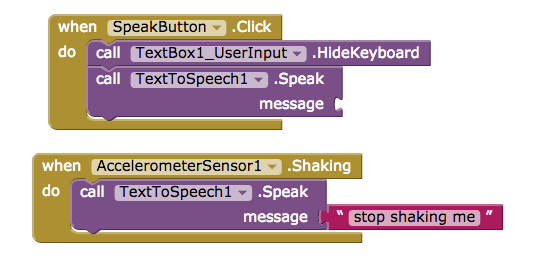 when SpeakButton .Click
do call TextBox1_UserInput .HideKeyboard
call TextToSpeech1 .Speak
message
when AccelerometerSensor1 .Shaking
do call TextToSpeech1 .Speak
message " stop shaking me "